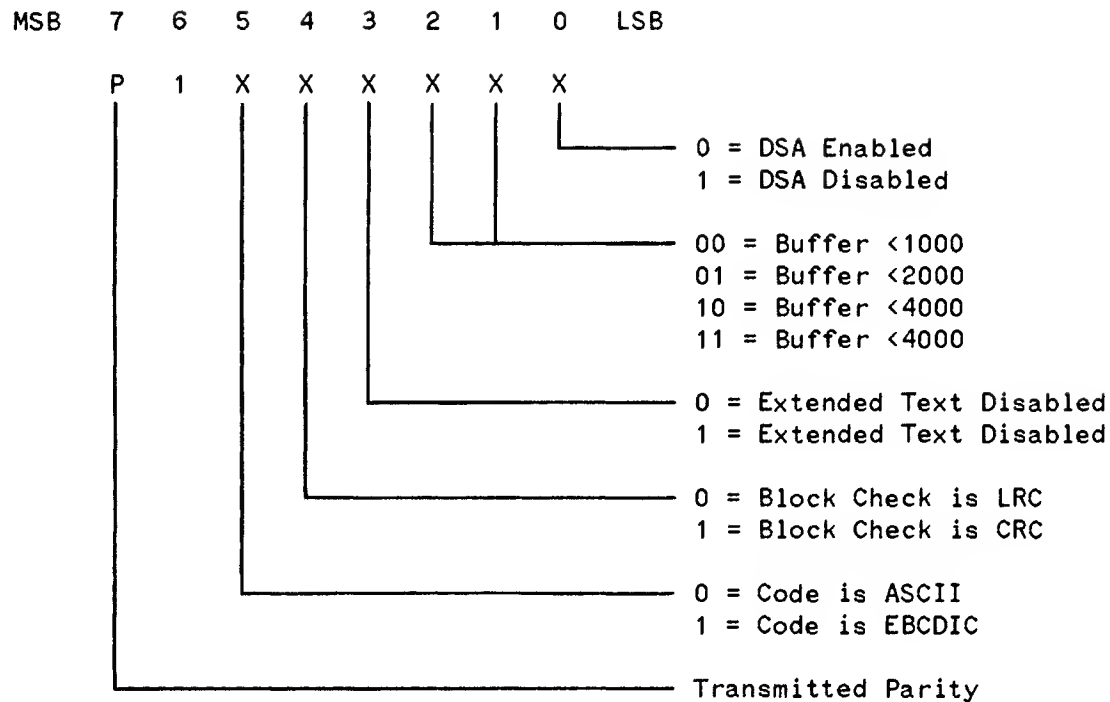 MSB 7 6 5 4 3 2 1 0 LSB
P 1 X X X X X X
0 = DSA Enabled
1 = DSA Disabled
00 = Buffer <1000
01 = Buffer <2000
10 = Buffer <4000
11 = Buffer <4000
0 = Extended Text Disabled
1 = Extended Text Disabled
0 = Block Check is LRC
1 = Block Check is CRC
0 = Code is ASCII
1 = Code is EBCDIC
Transmitted Parity